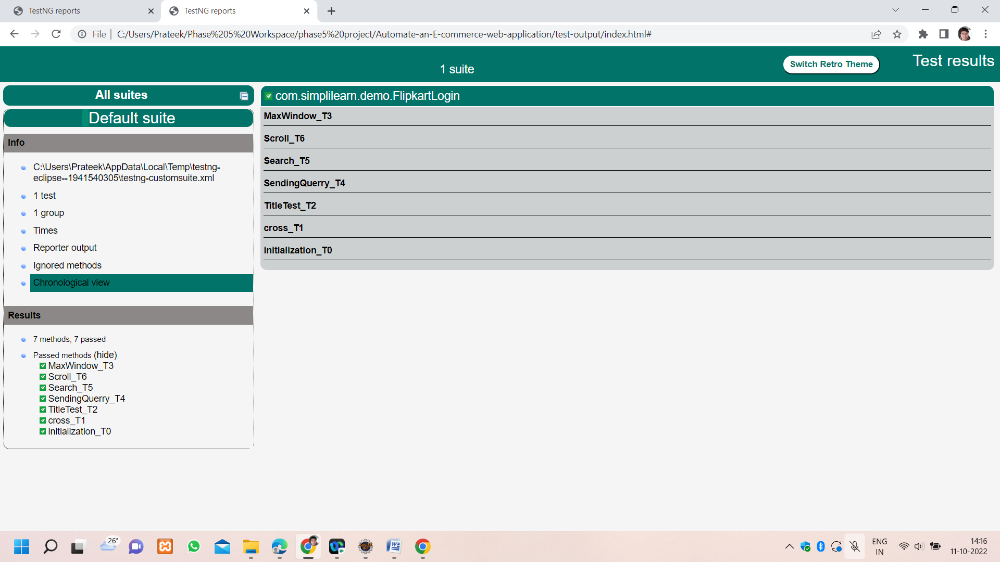 TestNG reports
TestNG reports
File
C:/Users/Prateek/Phase%205%20Workspace/phase5%20project/Automate-an-E-commerce-web-application/test-output/index.html#
1 suite
Switch Retro Theme
Test results
All suites
Default suite
Info
C:\Users\Prateek\AppData\Local\Temp\testng-
eclipse--1941540305\testng-customsuite.xml
1 test
1 group
Times
Reporter output
Ignored methods
Chronological view
Results
7 methods, 7 passed
Passed methods (hide)
MaxWindow_T3
Scroll_T6
Search_T5
SendingQuerry_T4
TitleTest_T2
cross_T1
initialization_T0
com.simplilearn.demo.FlipkartLogin
MaxWindow_T3
Scroll_T6
Search_T5
SendingQuerry_T4
TitleTest_T2
cross_T1
initialization_T0
26°
ENG
IN
14:16
11-10-2022